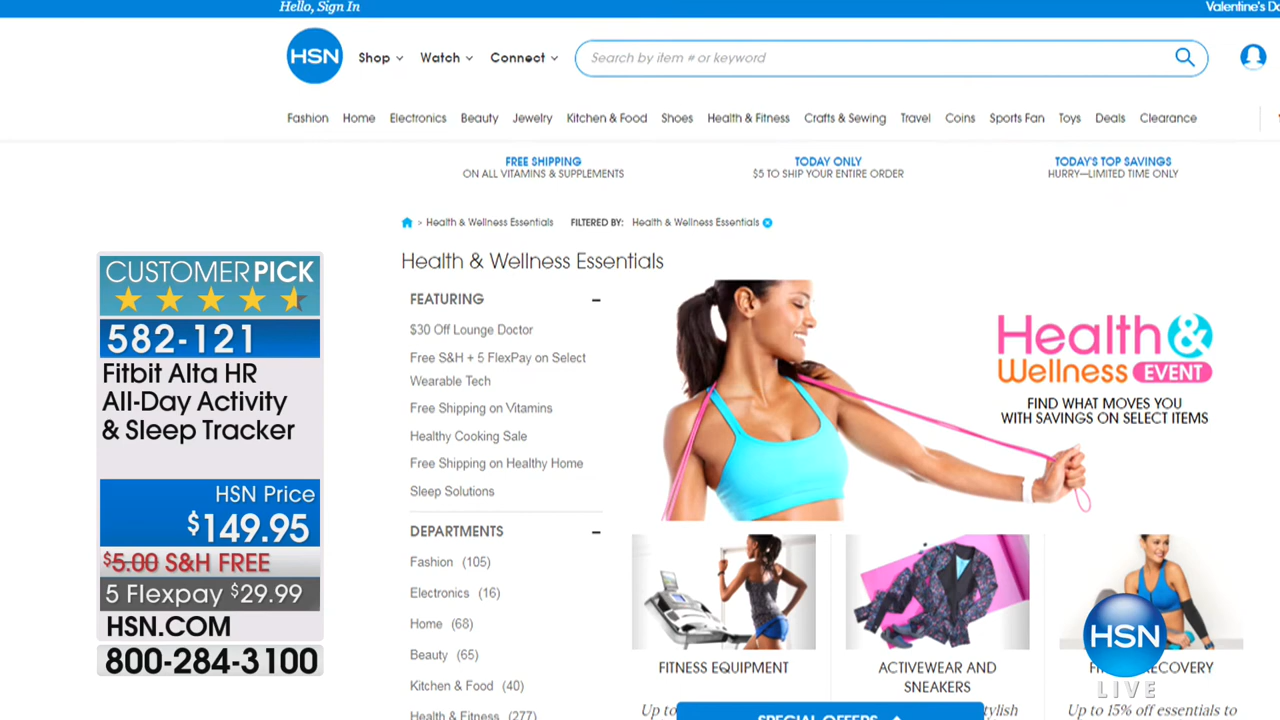 Hello, Sign In
Valentine's Da
HSN
Shop
Watch
Connect
Search by item # or keyword
Fashion
Home
Electronics
Beauty
Jewelry
Kitchen & Food
Shoes
Health & Fitness
Crafts & Sewing
Travel
Coins
Sports Fan
Toys
Deals
Clearance
FREE SHIPPING
ON ALL VITAMINS & SUPPLEMENTS
TODAY ONLY
$5 TO SHIP YOUR ENTIRE ORDER
TODAY'S TOP SAVINGS
HURRY—LIMITED TIME ONLY
> Health & Wellness Essentials
FILTERED BY: Health & Wellness Essentials
Health & Wellness Essentials
CUSTOMER PICK
582-121
Fitbit Alta HR
All-Day Activity
& Sleep Tracker
HSN Price
$149.95
$5.00 S&H FREE
5 Flexpay $29.99
HSN.COM
800-284-3100
FEATURING
$30 Off Lounge Doctor
Free S&H + 5 FlexPay on Select
Wearable Tech
Free Shipping on Vitamins
Healthy Cooking Sale
Free Shipping on Healthy Home
Sleep Solutions
DEPARTMENTS
Fashion (105)
Electronics (16)
Home (68)
Beauty (65)
Kitchen & Food (40)
Health & Fitness (277)
Health &
Wellness EVENT
FIND WHAT MOVES YOU
WITH SAVINGS ON SELECT ITEMS
FITNESS EQUIPMENT
ACTIVEWEAR AND
SNEAKERS
ECOVERY
HSN
LIVE
Up to
tylish
Up to 15% off essentials to
SPECIAL OFFERS